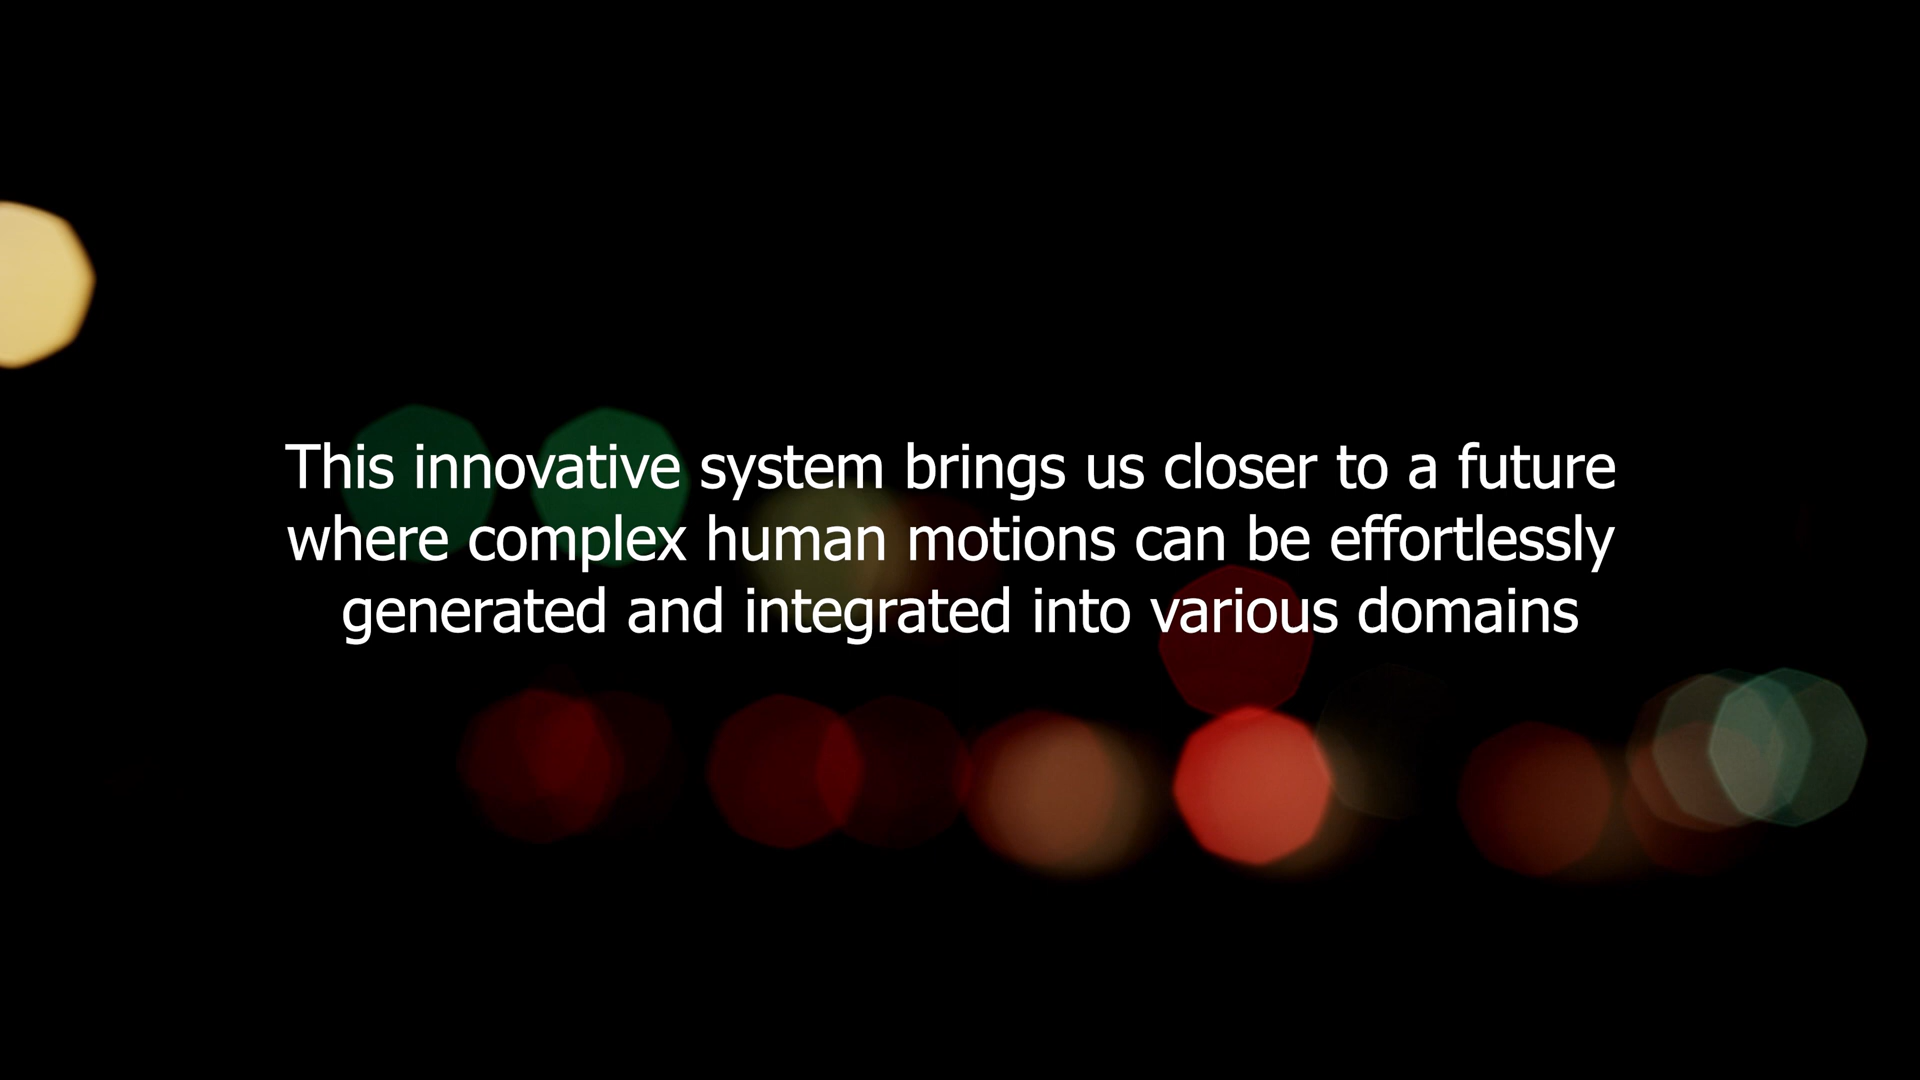 This innovative system brings us closer to a future
where complex human motions can be effortlessly
generated and integrated into various domains